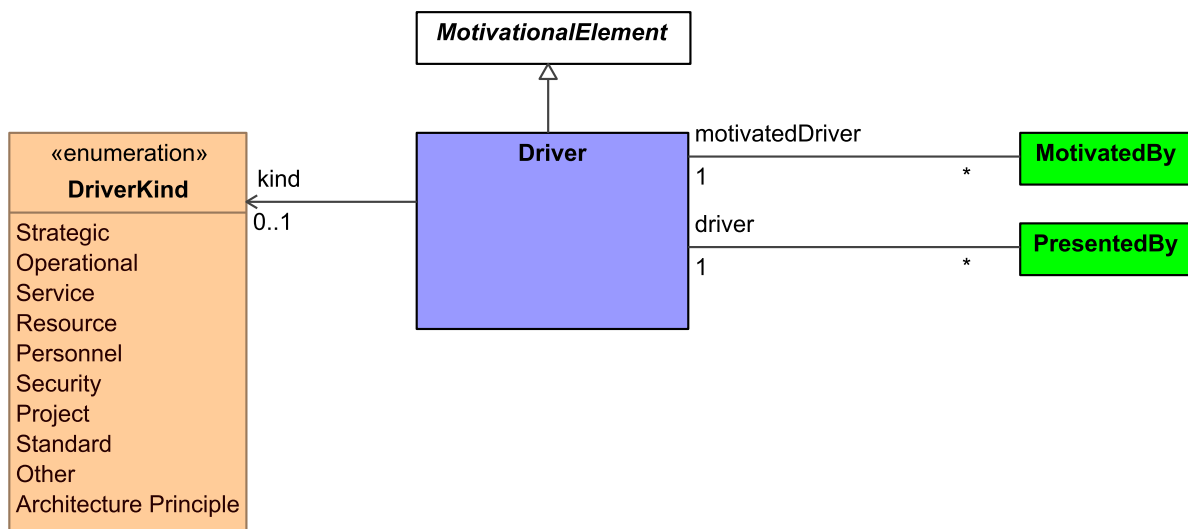 MotivationalElement
«enumeration»
DriverKind
Strategic
Operational
Service
Resource
Personnel
Security
Project
Standard
Other
Architecture Principle
kind
0..1
Driver
motivatedDriver
1
*
MotivatedBy
driver
1
*
PresentedBy